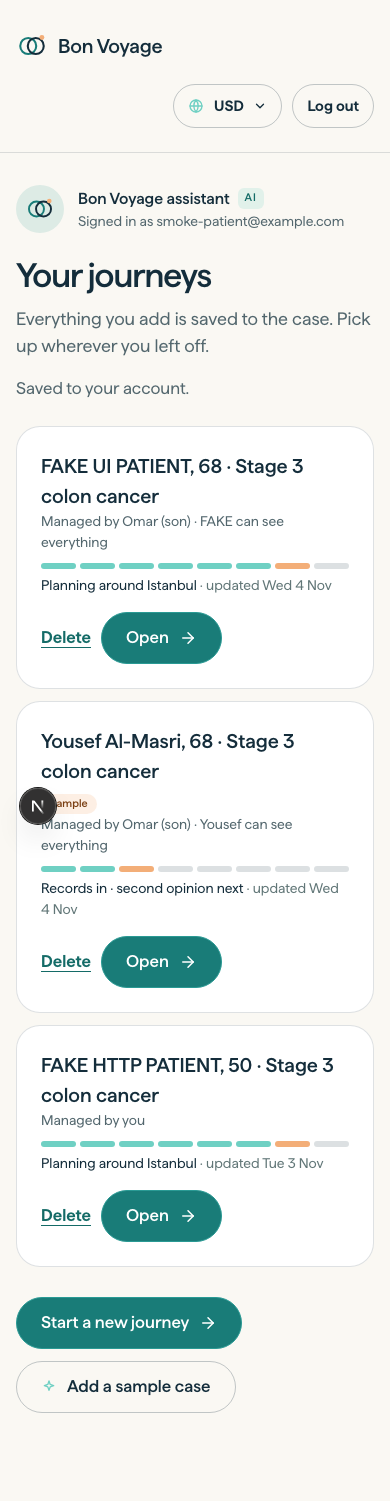 Bon Voyage
USD
Log out
Bon Voyage assistant AI
Signed in as smoke-patient@example.com
Your journeys
Everything you add is saved to the case. Pick
up wherever you left off.
Saved to your account.
FAKE UI PATIENT, 68 · Stage 3
colon cancer
Managed by Omar (son) · FAKE can see
everything
Planning around Istanbul · updated Wed 4 Nov
Delete
Open
Yousef Al-Masri, 68 · Stage 3
colon cancer
ample
Managed by Omar (son) · Yousef can see
everything
Records in · second opinion next · updated Wed
4 Nov
Delete
Open
FAKE HTTP PATIENT, 50 · Stage 3
colon cancer
Managed by you
Planning around Istanbul · updated Tue 3 Nov
Delete
Open
Start a new journey
Add a sample case